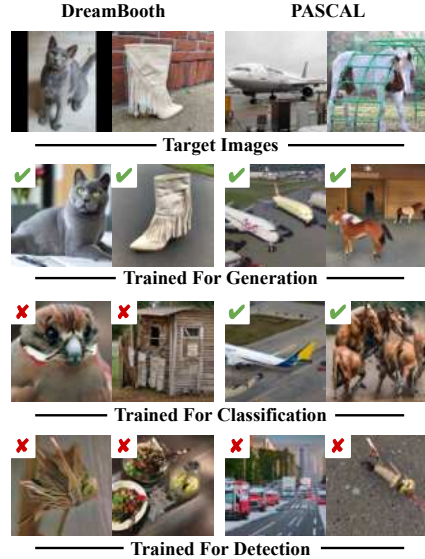 DreamBooth PASCAL
Target Images
Trained For Generation
Trained For Classification
Trained For Detection